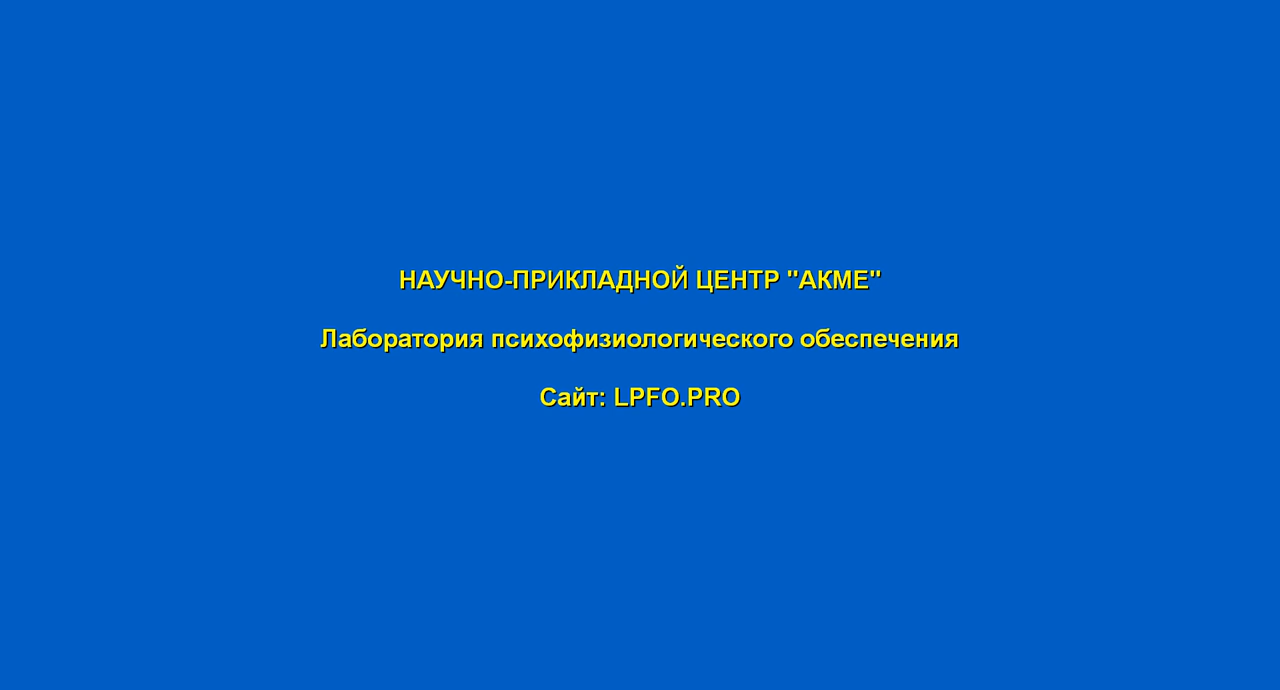 НАУЧНО-ПРИКЛАДНОЙ ЦЕНТР "АКМЕ"
Лаборатория психофизиологического обеспечения
Сайт: LPFO.PRO